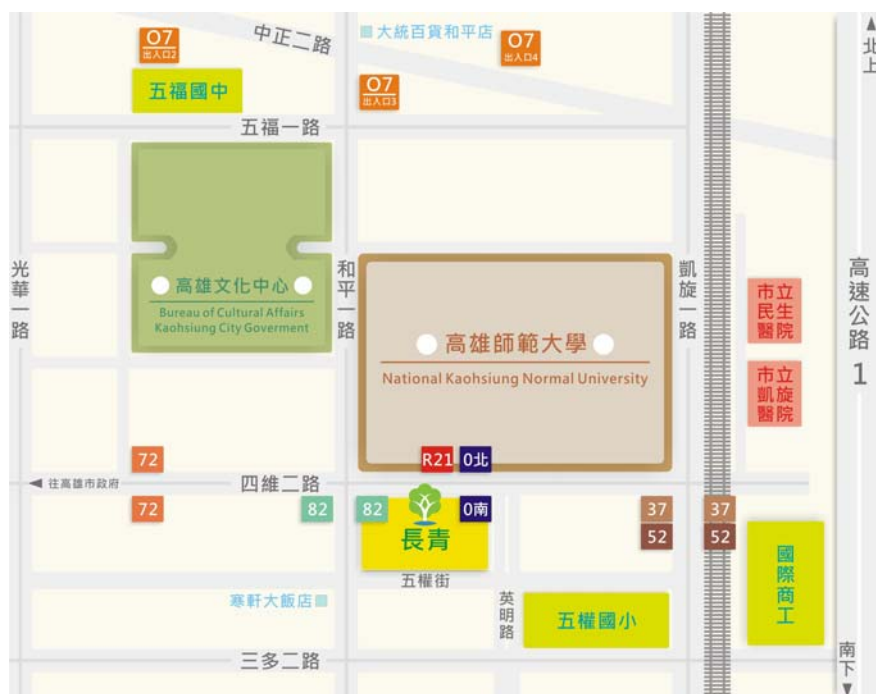 O7
出入口2
中正二路
大統百貨和平店
O7
出入口4
北上
五福國中
O7
出入口3
五福一路
光華一路
高雄文化中心
Bureau of Cultural Affairs
Kaohsiung City Goverment
和平一路
高雄師範大學
National Kaohsiung Normal University
凱旋一路
市立
民生
醫院
市立
凱旋
醫院
高速公路 1
72
R21
0北
往高雄市政府
四維二路
72
82
82
0南
37
37
52
52
長青
五權街
國際商工
寒軒大飯店
英明路
五權國小
三多二路
南下